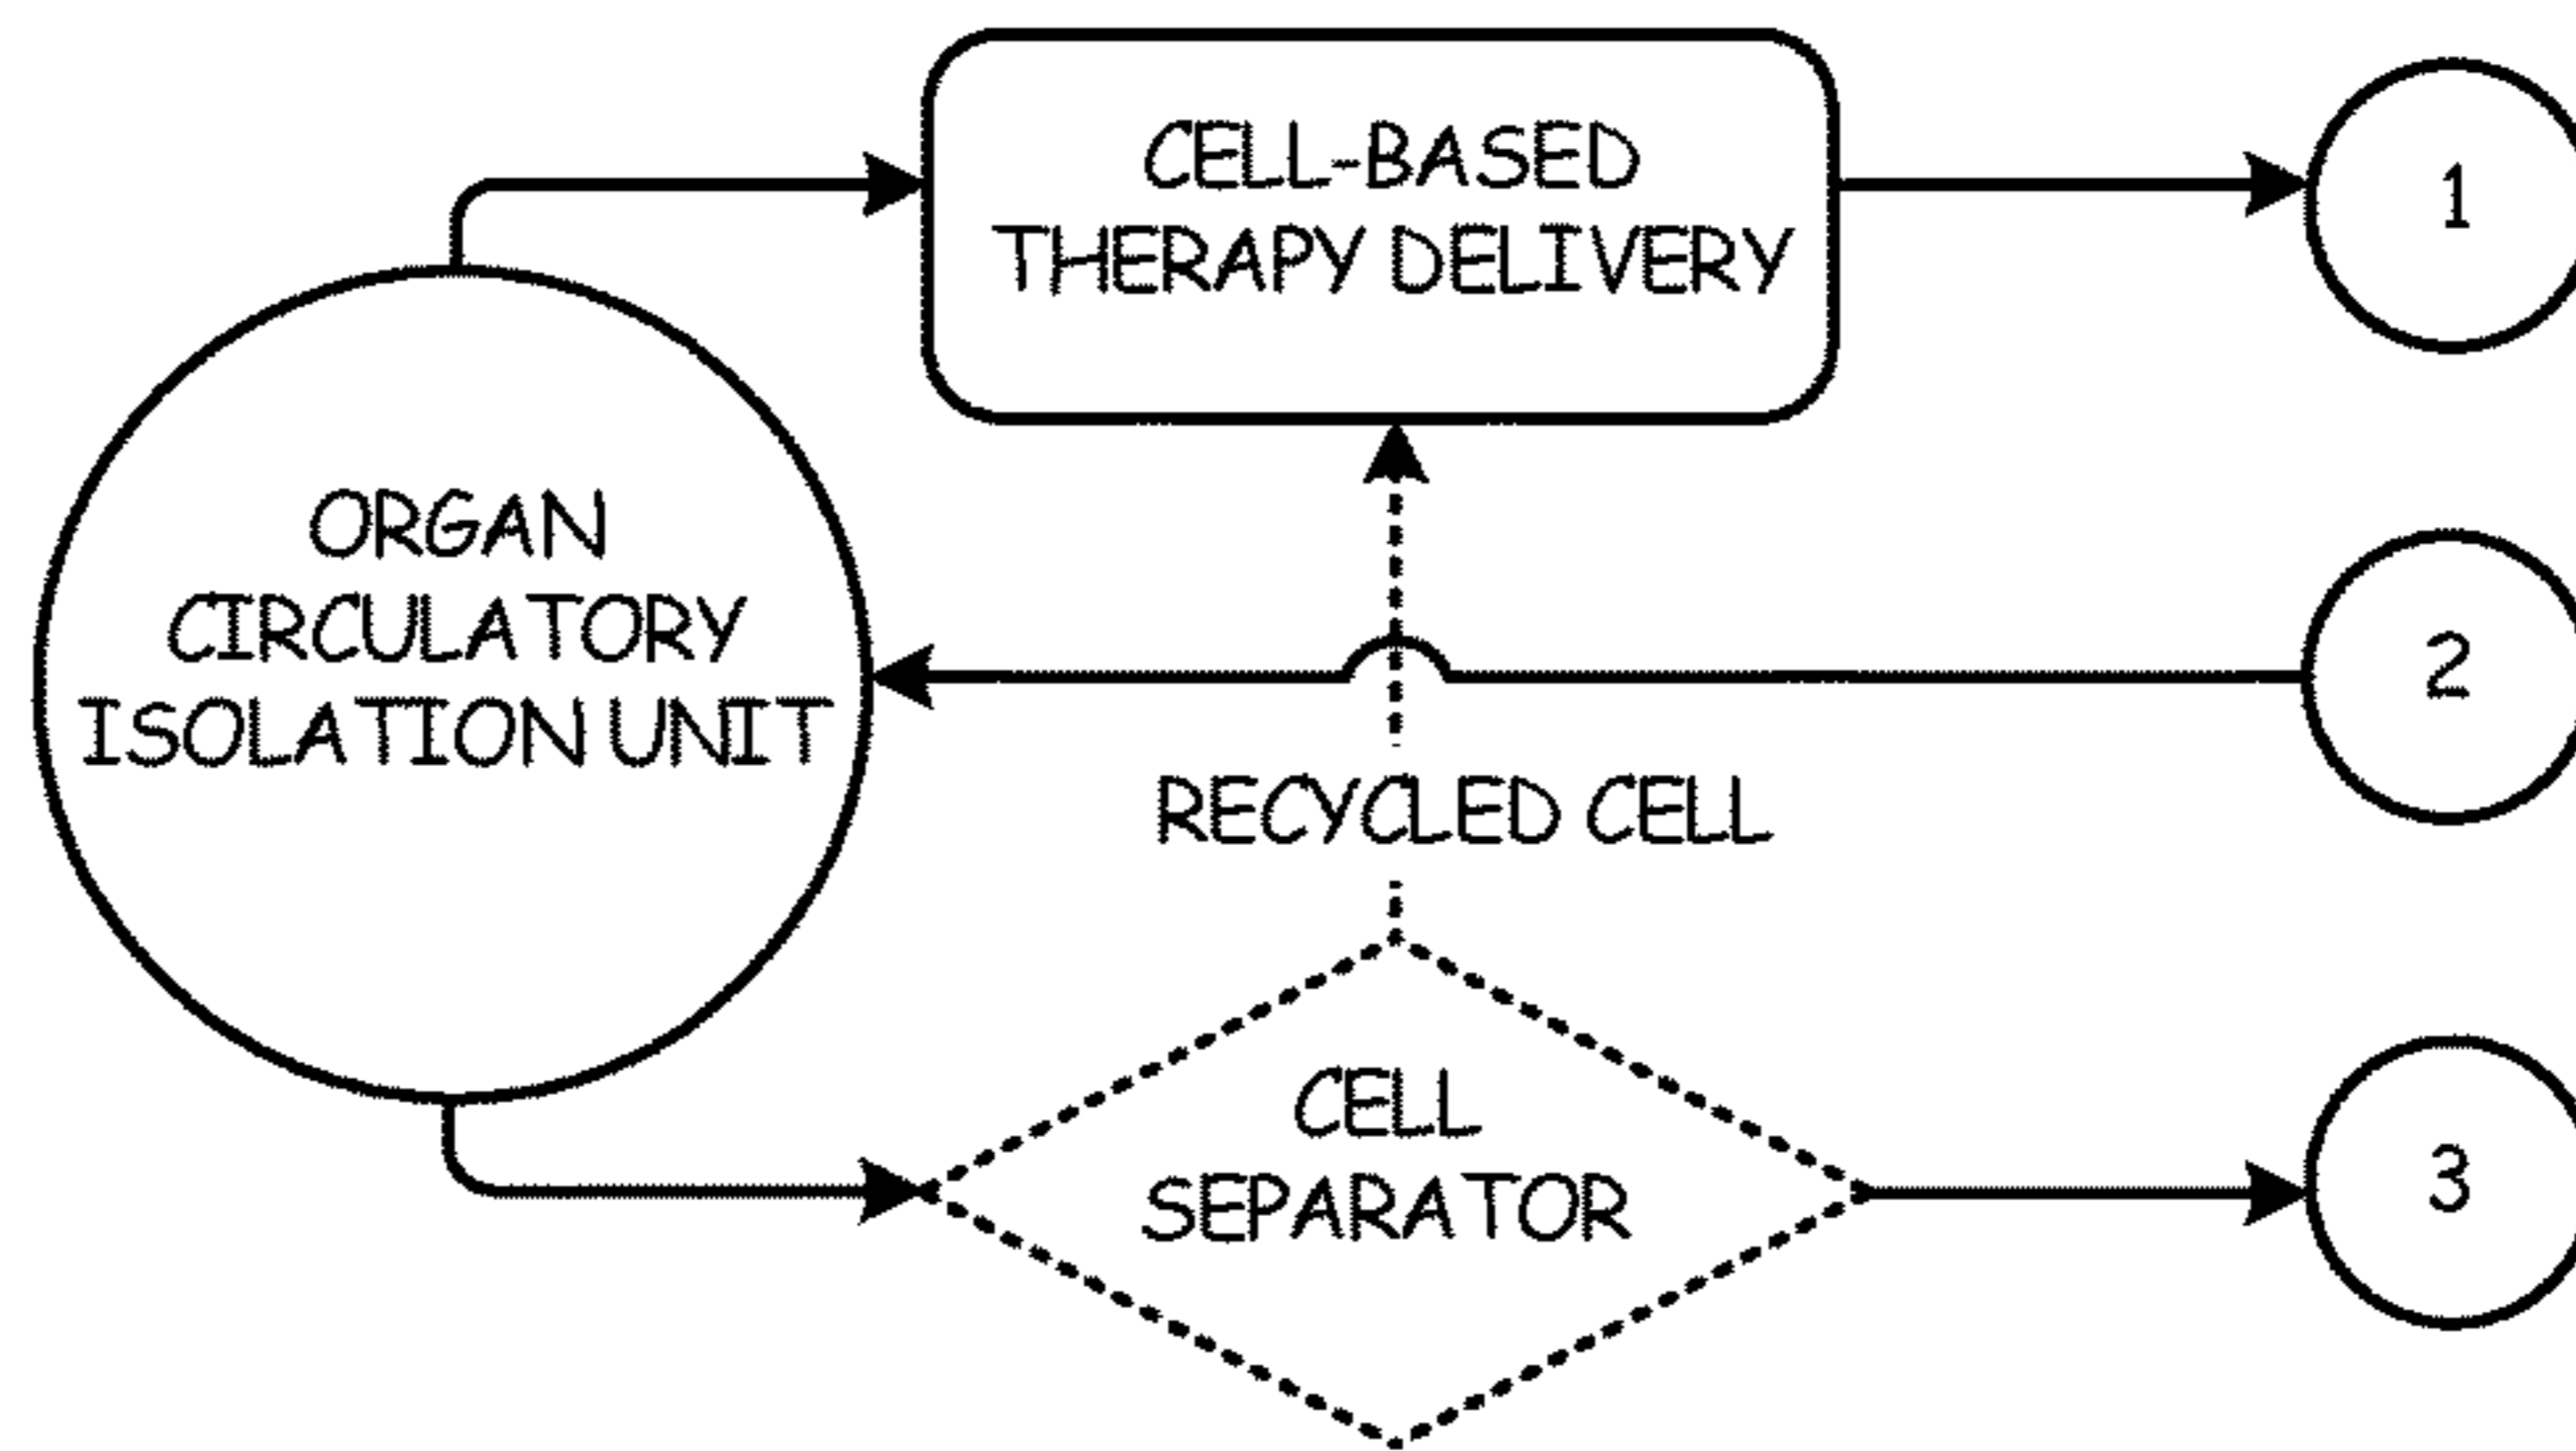 CELL-BASED
THERAPY DELIVERY
1
ORGAN
CIRCULATORY
ISOLATION UNIT
2
RECYCLED CELL
CELL
SEPARATOR
3